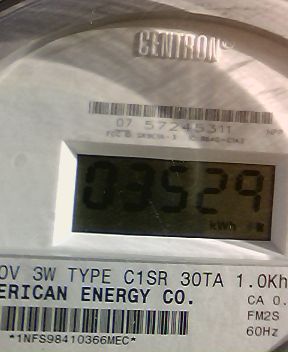 CENTRON®
07 57245311
03529
kWh
0V 3W TYPE C1SR 30TA 1.0Kh
ERICAN ENERGY CO.
CA 0.
FM2S
*1NFS98410366MEC*
60Hz